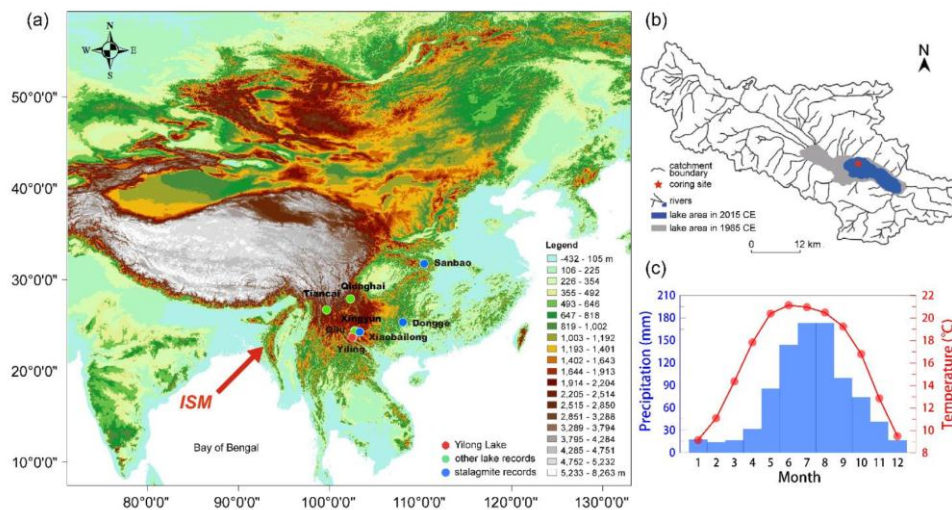 (a)
N
W E
S
50°0'0"
40°0'0"
30°0'0"
20°0'0"
10°0'0"
80°0'0"
90°0'0"
100°0'0"
110°0'0"
120°0'0"
130°0'0"
Sanbao
Qionghai
Tiancai
Xingyun
Dongge
Qilu
Xiaobailong
Yiling
ISM
Bay of Bengal
Legend
-432 - 105 m
106 - 225
226 - 354
355 - 492
493 - 646
647 - 818
819 - 1,002
1,003 - 1,192
1,193 - 1,401
1,402 - 1,643
1,644 - 1,913
1,914 - 2,204
2,205 - 2,514
2,515 - 2,850
2,851 - 3,288
3,289 - 3,794
3,795 - 4,284
4,285 - 4,751
4,752 - 5,232
5,233 - 8,263 m
Yilong Lake
other lake records
stalagmite records
(b)
N
catchment
boundary
coring site
rivers
lake area in 2015 CE
lake area in 1985 CE
0 12 km
(c)
Precipitation (mm)
210
180
150
120
90
60
30
0
22
20
18
16
14
12
10
8
Temperature (°C)
1 2 3 4 5 6 7 8 9 10 11 12
Month